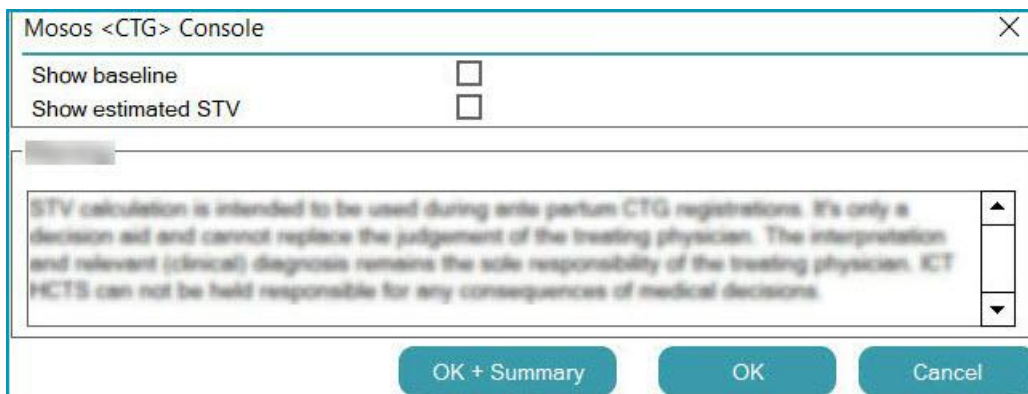 Mosos <CTG> Console
Show baseline
Show estimated STV
STV calculation is intended to be used during ante partum CTG registrations. It's only a
decision aid and cannot replace the judgement of the treating physician. The interpretation
and relevant (clinical) diagnosis remains the sole responsibility of the treating physician. ICT
HCTS can not be held responsible for any consequences of medical decisions.
OK + Summary
OK
Cancel